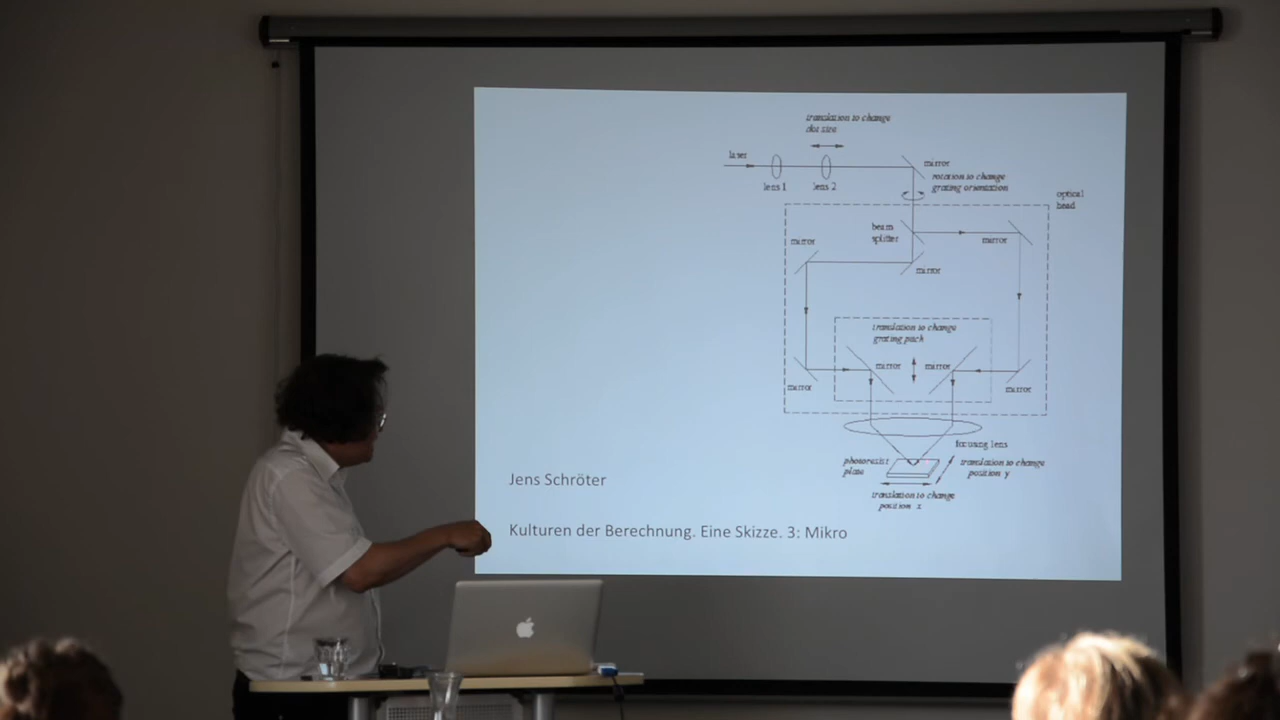 translation to change
dot size
laser
lens 1
lens 2
mirror
rotation to change
grating orientation
optical
head
beam
splitter
mirror
mirror
mirror
translation to change
grating pitch
mirror
mirror
mirror
mirror
focusing lens
photoresist
plate
translation to change
position y
translation to change
position x
Jens Schröter
Kulturen der Berechnung. Eine Skizze. 3: Mikro